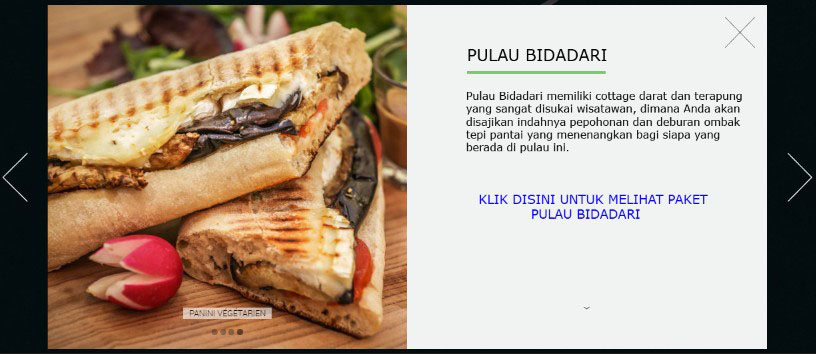 PULAU BIDADARI
Pulau Bidadari memiliki cottage darat dan terapung
yang sangat disukai wisatawan, dimana Anda akan
disajikan indahnya pepohonan dan deburan ombak
tepi pantai yang menenangkan bagi siapa yang
berada di pulau ini.
KLIK DISINI UNTUK MELIHAT PAKET
PULAU BIDADARI
PANINI VÉGÉTARIEN